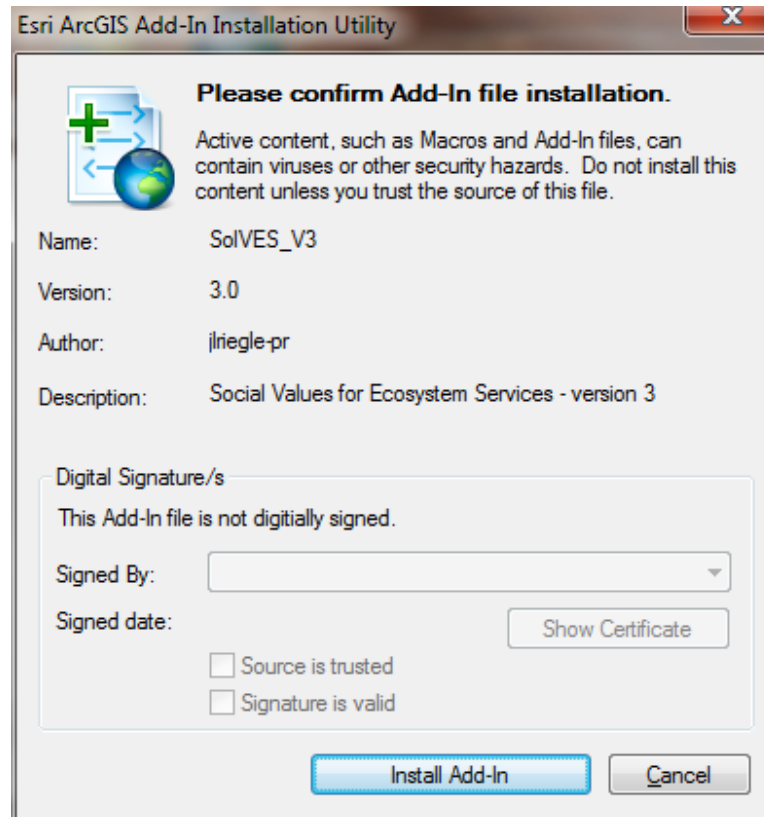 Esri ArcGIS Add-In Installation Utility
Please confirm Add-In file installation.
Active content, such as Macros and Add-In files, can
contain viruses or other security hazards. Do not install this
content unless you trust the source of this file.
Name: SolVES_V3
Version: 3.0
Author: jlriegle-pr
Description: Social Values for Ecosystem Services - version 3
Digital Signature/s
This Add-In file is not digitially signed.
Signed By:
Signed date:
Show Certificate
Source is trusted
Signature is valid
Install Add-In Cancel